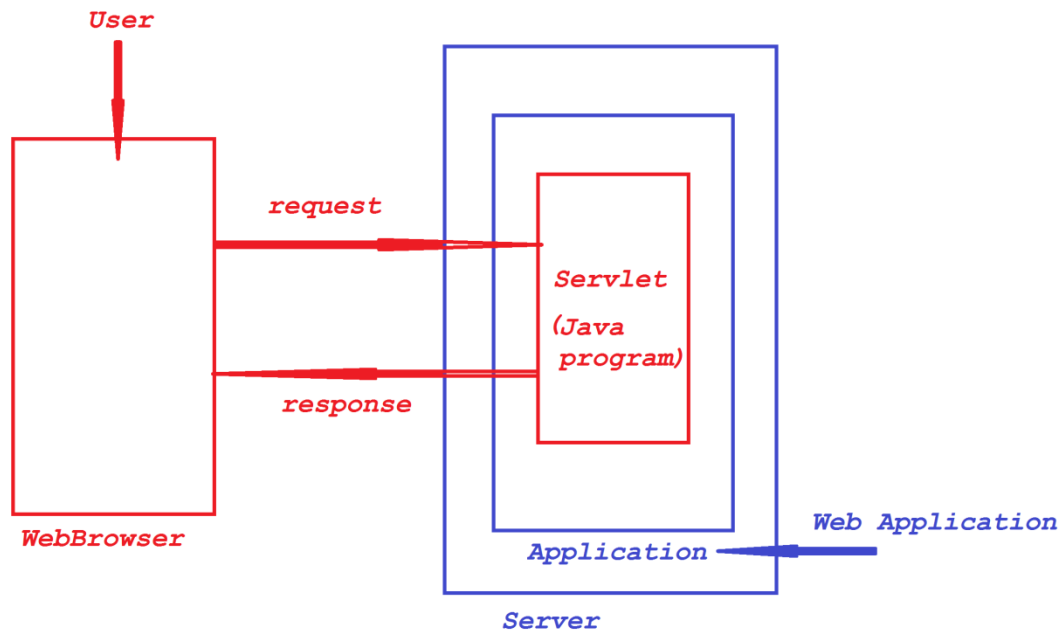 User
request
Servlet
(Java
program)
response
WebBrowser
Web Application
Application
Server